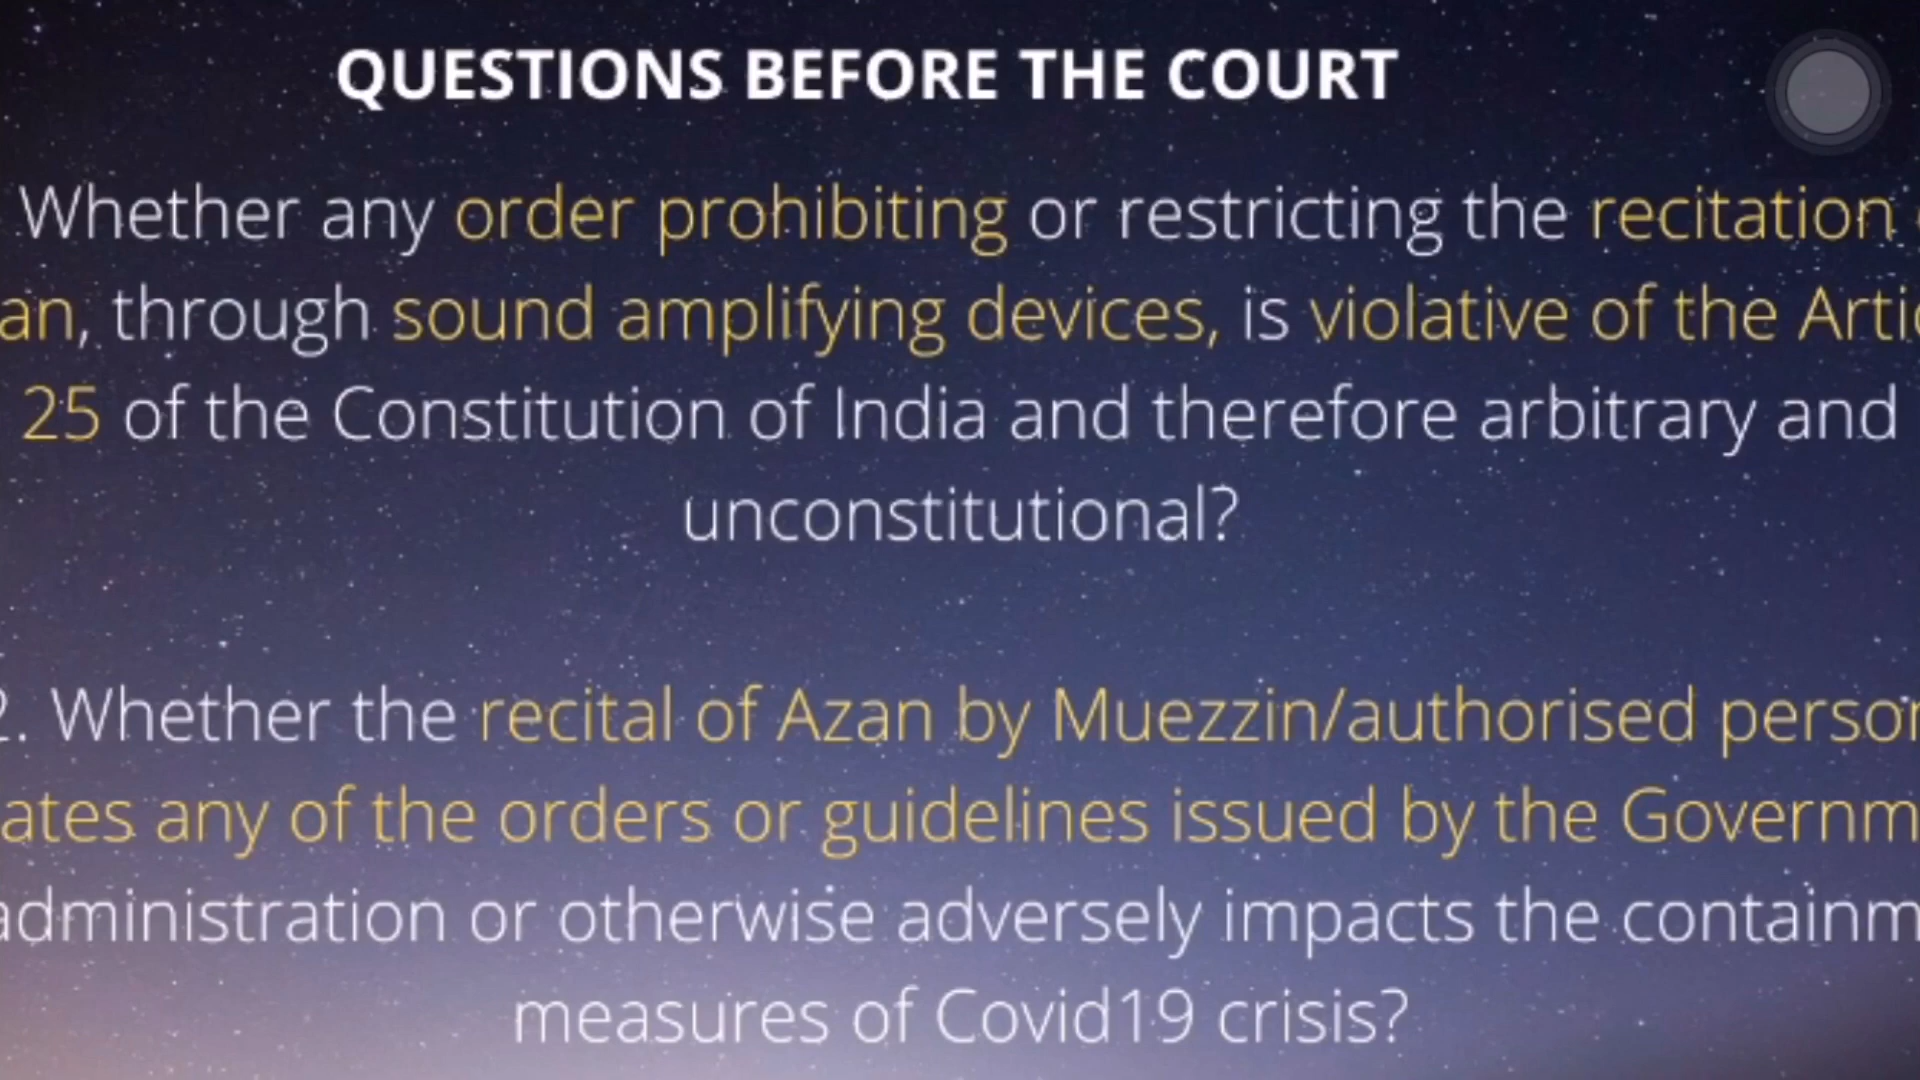 QUESTIONS BEFORE THE COURT
Whether any order prohibiting or restricting the recitation
an, through sound amplifying devices, is violative of the Arti
25 of the Constitution of India and therefore arbitrary and
unconstitutional?
2. Whether the recital of Azan by Muezzin/authorised person
ates any of the orders or guidelines issued by the Governm
administration or otherwise adversely impacts the containm
measures of Covid19 crisis?